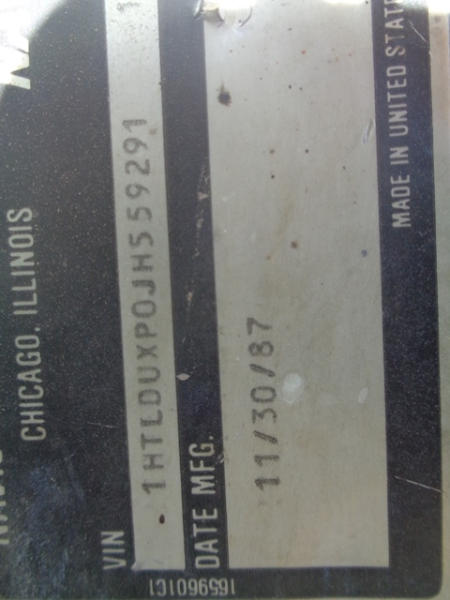 CHICAGO, ILLINOIS
VIN 1HTLDUXP0JH559291
DATE MFG. 11/30/87
MADE IN UNITED STAT
1659601C1